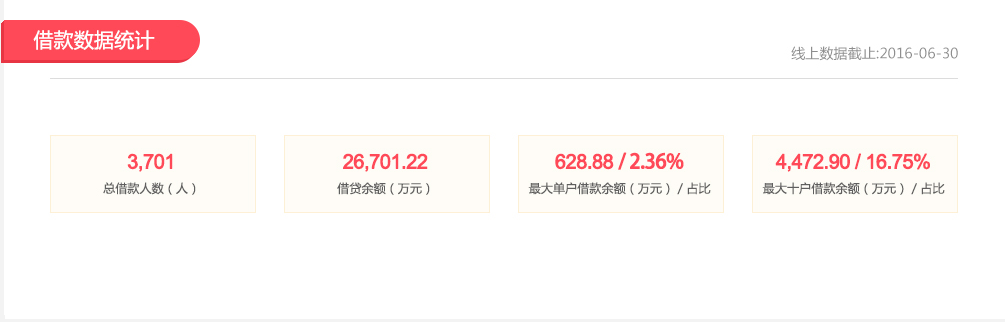 借款数据统计
线上数据截止:2016-06-30
3,701
总借款人数（人）
26,701.22
借贷余额（万元）
628.88 / 2.36%
最大单户借款余额（万元）/ 占比
4,472.90 / 16.75%
最大十户借款余额（万元）/ 占比